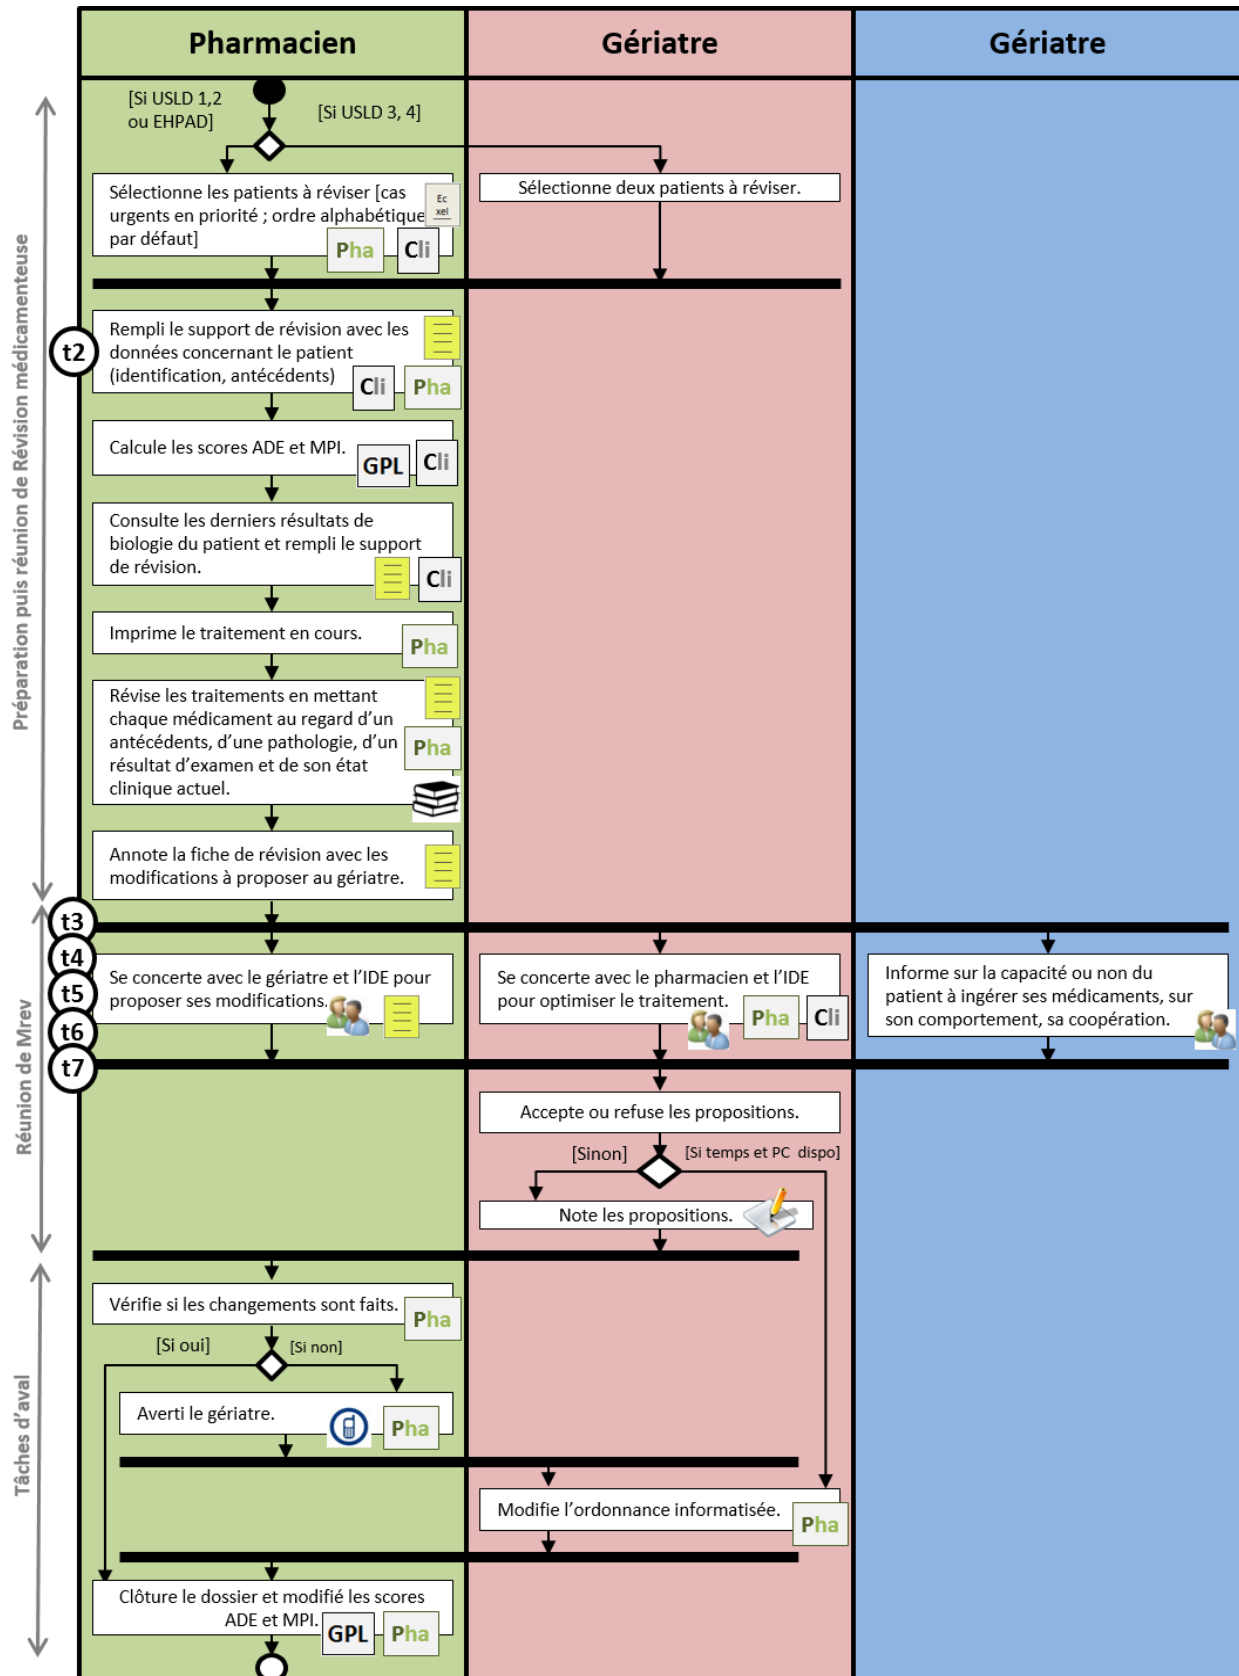 Pharmacien
Gériatre
Gériatre
Préparation puis réunion de Révision médicamenteuse
[Si USLD 1,2
ou EHPAD]
[Si USLD 3, 4]
Sélectionne les patients à réviser [cas
urgents en priorité ; ordre alphabétique
par défaut]
Ec
xel
Pha
Cli
Sélectionne deux patients à réviser.
t2
Rempli le support de révision avec les
données concernant le patient
(identification, antécédents)
Cli
Pha
Calcule les scores ADE et MPI.
GPL
Cli
Consulte les derniers résultats de
biologie du patient et rempli le support
de révision.
Cli
Imprime le traitement en cours.
Pha
Révise les traitements en mettant
chaque médicament au regard d’un
antécédents, d’une pathologie, d’un
résultat d’examen et de son état
clinique actuel.
Pha
Annote la fiche de révision avec les
modifications à proposer au gériatre.
Réunion de Mrev
t3
t4
t5
t6
t7
Se concerte avec le gériatre et l’IDE pour
proposer ses modifications.
Se concerte avec le pharmacien et l’IDE
pour optimiser le traitement.
Pha
Cli
Informe sur la capacité ou non du
patient à ingérer ses médicaments, sur
son comportement, sa coopération.
Accepte ou refuse les propositions.
[Sinon]
[Si temps et PC dispo]
Note les propositions.
Tâches d’aval
Vérifie si les changements sont faits.
Pha
[Si oui]
[Si non]
Averti le gériatre.
Pha
Modifie l’ordonnance informatisée.
Pha
Clôture le dossier et modifié les scores
ADE et MPI.
GPL
Pha